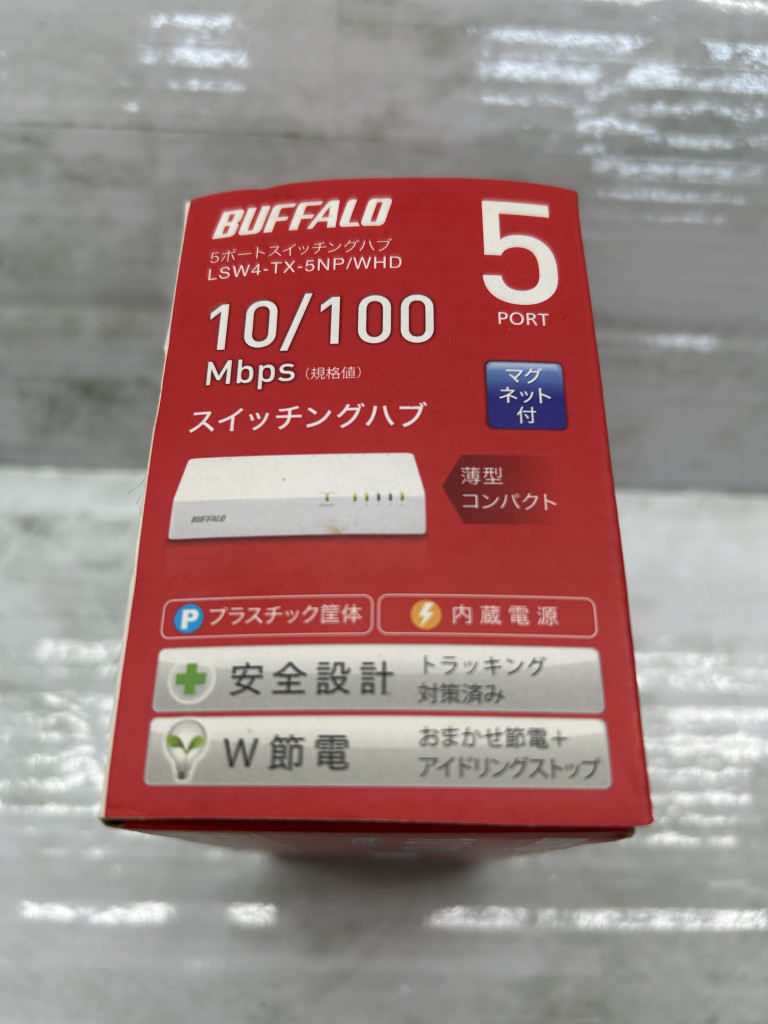 BUFFALO
5ボートスイッチングハブ
LSW4-TX-5NP/WHD
5
PORT
10/100
Mbps（規格値）
スイッチングハブ
マグ
ネット
付
薄型
コンパクト
BUFFALO
P プラスチック筐体
内蔵電源
安全設計
トラッキング
対策済み
W節電
おまかせ節電＋
アイドリングストップ